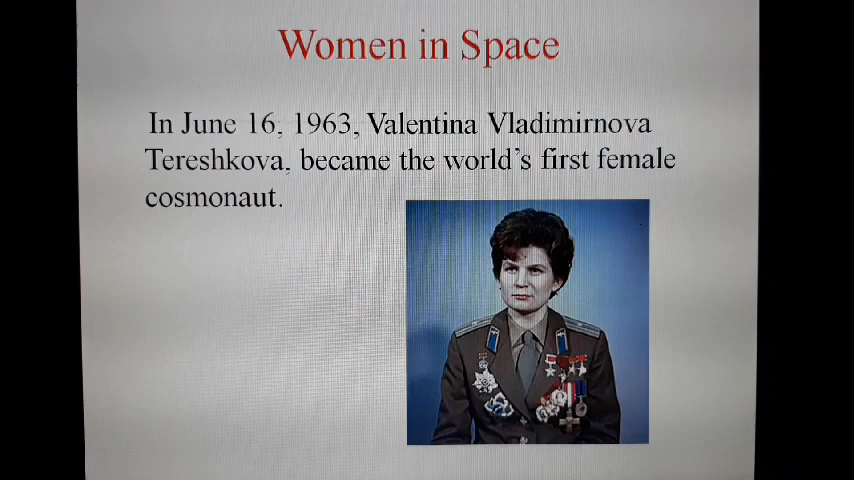 Women in Space
In June 16, 1963, Valentina Vladimirnova
Tereshkova, became the world's first female
cosmonaut.